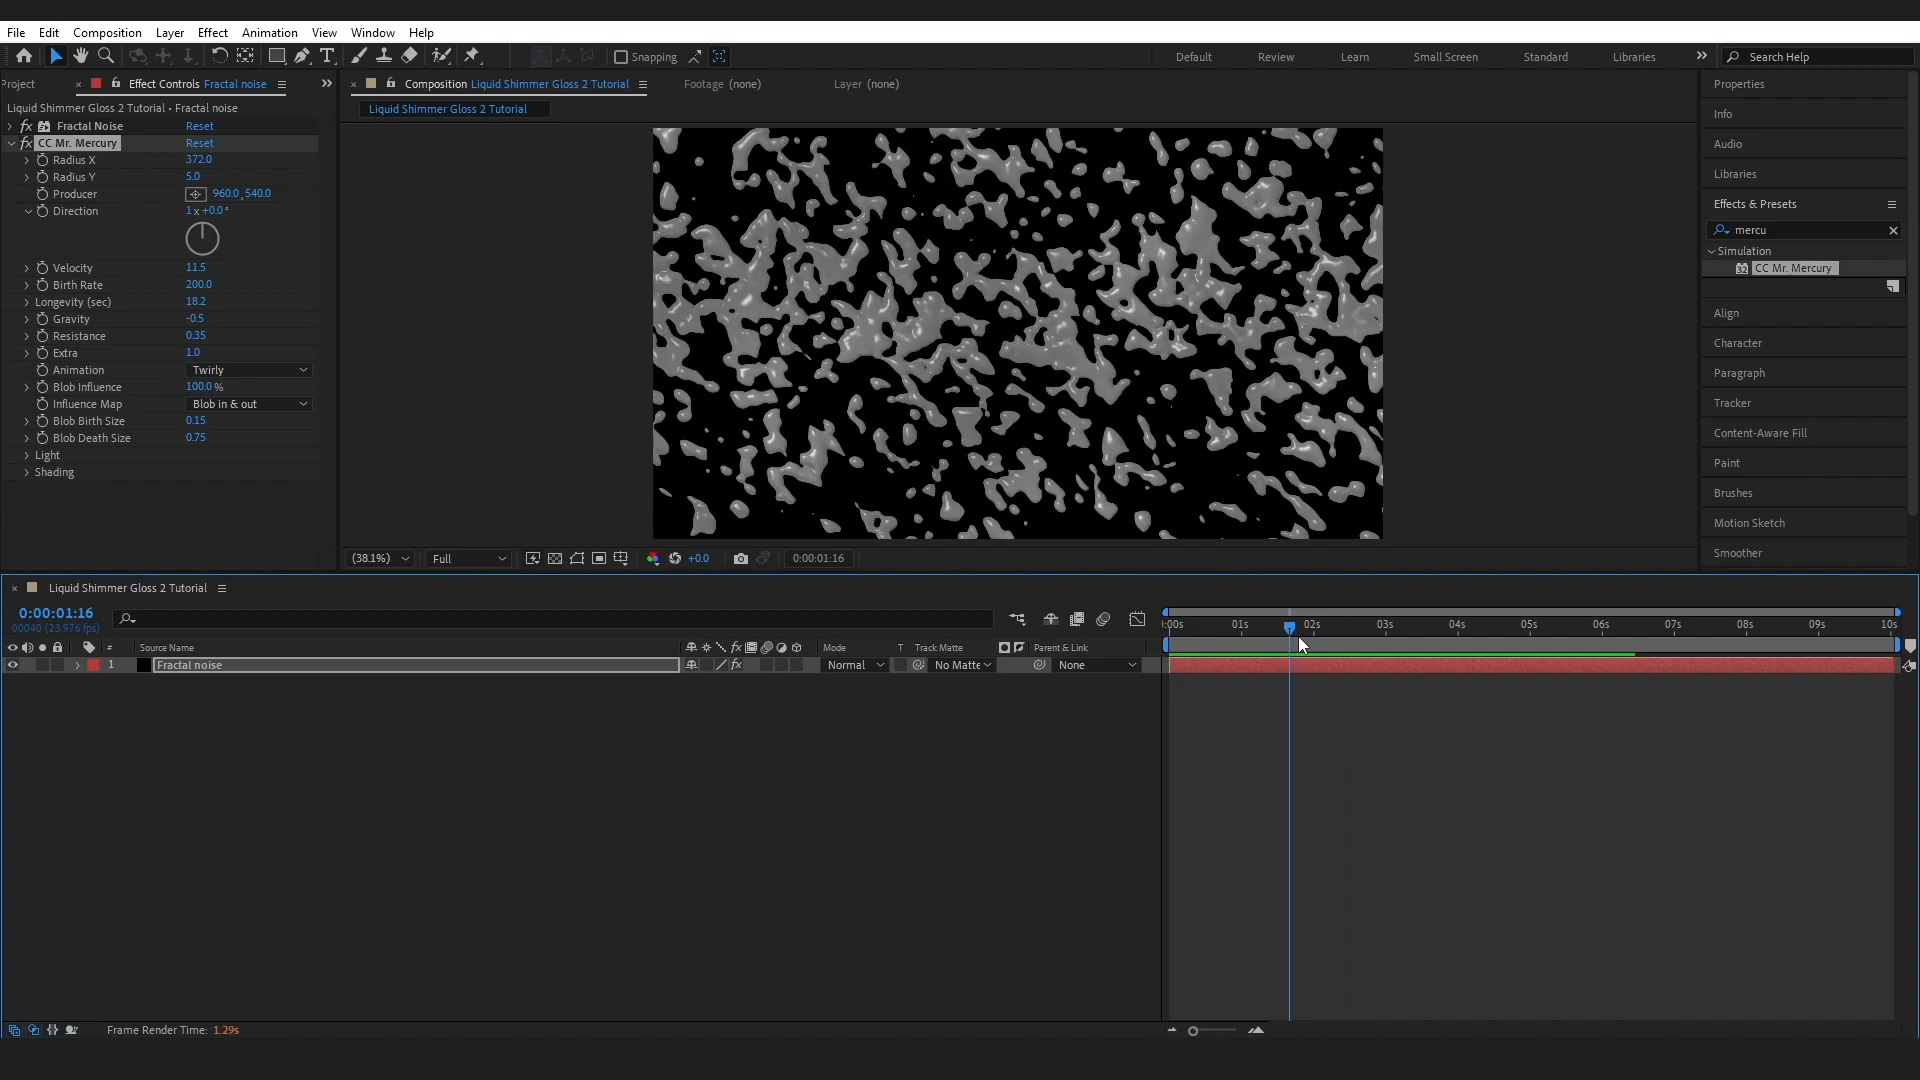 File Edit Composition Layer Effect Animation View Window Help
Snapping Default Review Learn Small Screen Standard Libraries Search Help
Project Effect Controls Fractal noise
Liquid Shimmer Gloss 2 Tutorial • Fractal noise
Fractal Noise Reset
CC Mr. Mercury Reset
Radius X 372.0
Radius Y 5.0
Producer 960.0, 540.0
Direction 1x+0.0°
Velocity 11.5
Birth Rate 200.0
Longevity (sec) 18.2
Gravity -0.5
Resistance 0.35
Extra 1.0
Animation Twirly
Blob Influence 100.0 %
Influence Map Blob in & out
Blob Birth Size 0.15
Blob Death Size 0.75
Light
Shading
Composition Liquid Shimmer Gloss 2 Tutorial Footage (none) Layer (none)
Liquid Shimmer Gloss 2 Tutorial
(38.1%) Full +0.0 0:00:01:16
Properties
Info
Audio
Libraries
Effects & Presets
mercu
Simulation
32 CC Mr. Mercury
Align
Character
Paragraph
Tracker
Content-Aware Fill
Paint
Brushes
Motion Sketch
Smoother
Liquid Shimmer Gloss 2 Tutorial
0:00:01:16
00040 (23.976 fps)
:00s 01s 02s 03s 04s 05s 06s 07s 08s 09s 10s
# Source Name Mode T Track Matte Parent & Link
1 Fractal noise Normal No Matte None
Frame Render Time: 1.29s